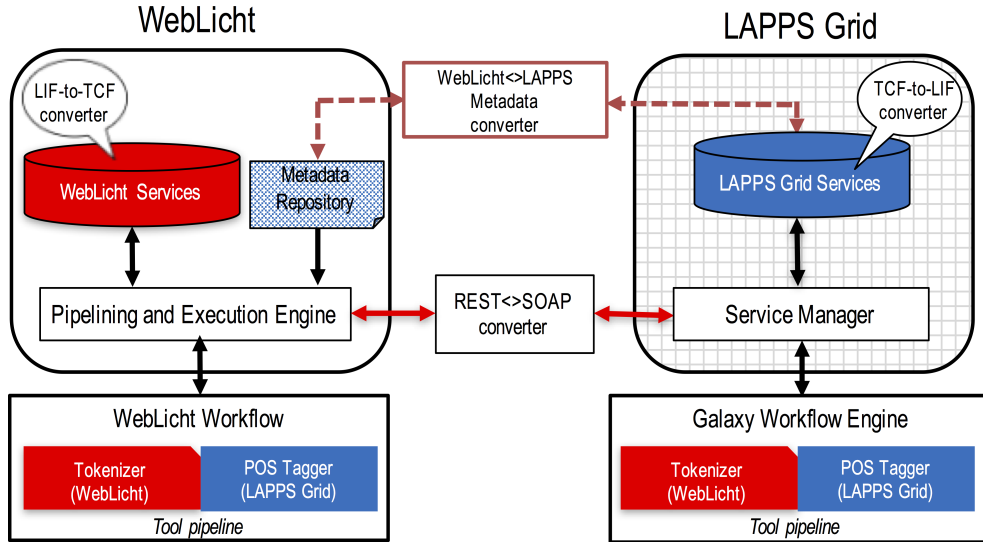 WebLicht
LAPPS Grid
LIF-to-TCF
converter
WebLicht Services
Metadata
Repository
WebLicht<>LAPPS
Metadata
converter
TCF-to-LIF
converter
LAPPS Grid Services
Pipelining and Execution Engine
REST<>SOAP
converter
Service Manager
WebLicht Workflow
Tokenizer
(WebLicht)
POS Tagger
(LAPPS Grid)
Tool pipeline
Galaxy Workflow Engine
Tokenizer
(WebLicht)
POS Tagger
(LAPPS Grid)
Tool pipeline